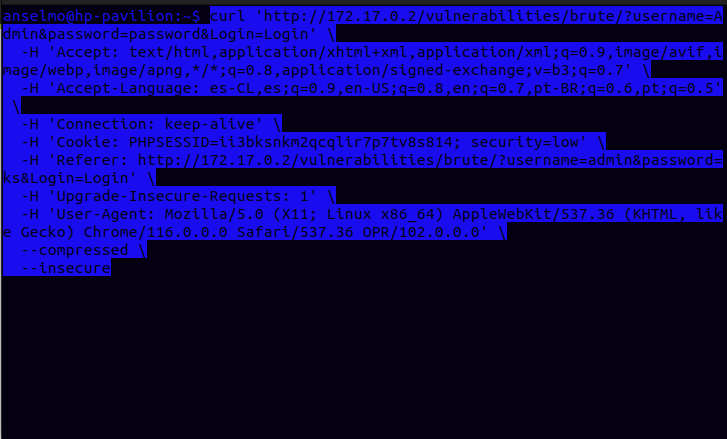 anselmo@hp-pavilion:~$ curl 'http://172.17.0.2/vulnerabilities/brute/?username=A
dmin&password=password&Login=Login' \
  -H 'Accept: text/html,application/xhtml+xml,application/xml;q=0.9,image/avif,i
mage/webp,image/apng,*/*;q=0.8,application/signed-exchange;v=b3;q=0.7' \
  -H 'Accept-Language: es-CL,es;q=0.9,en-US;q=0.8,en;q=0.7,pt-BR;q=0.6,pt;q=0.5'
 \
  -H 'Connection: keep-alive' \
  -H 'Cookie: PHPSESSID=ii3bksnkm2qcqlir7p7tv8s814; security=low' \
  -H 'Referer: http://172.17.0.2/vulnerabilities/brute/?username=admin&password=
ks&Login=Login' \
  -H 'Upgrade-Insecure-Requests: 1' \
  -H 'User-Agent: Mozilla/5.0 (X11; Linux x86_64) AppleWebKit/537.36 (KHTML, lik
e Gecko) Chrome/116.0.0.0 Safari/537.36 OPR/102.0.0.0' \
  --compressed \
  --insecure